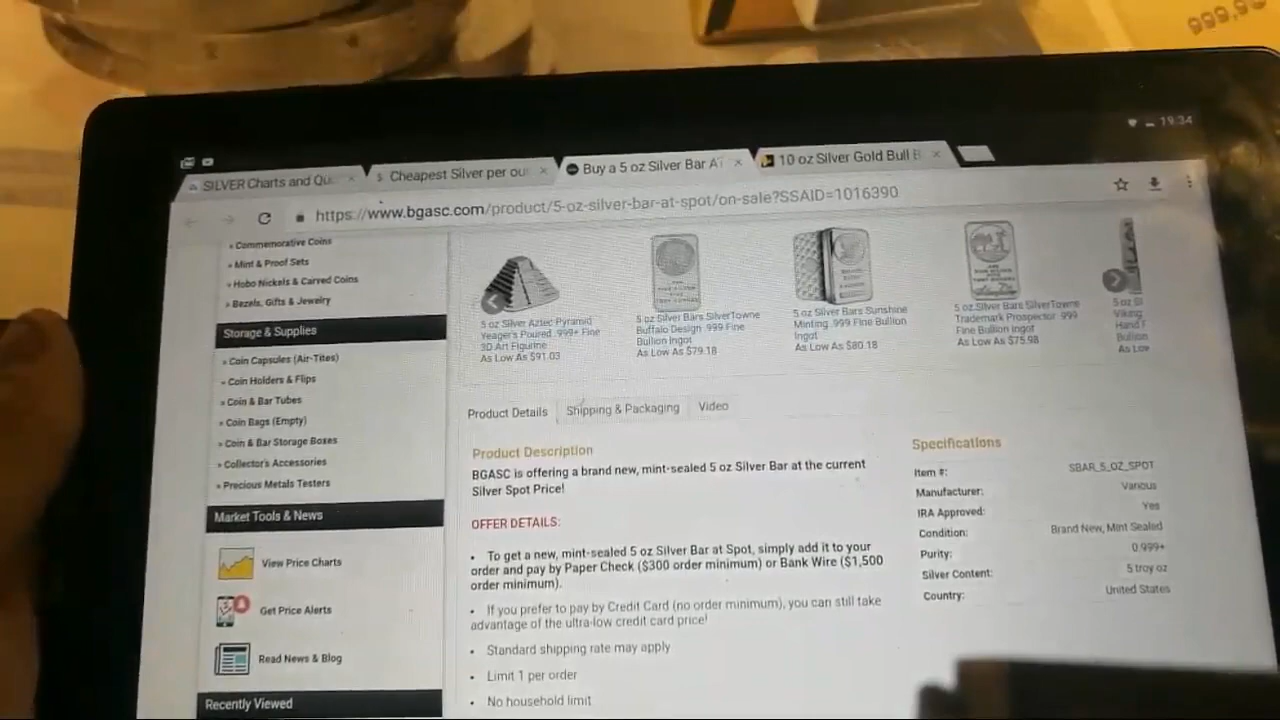 999,9
19:34
SILVER Charts and Qu
$ Cheapest Silver per ou
Buy a 5 oz Silver Bar A
10 oz Silver Gold Bull B
https://www.bgasc.com/product/5-oz-silver-bar-at-spot/on-sale?SSAID=1016390
» Commemorative Coins
» Mint & Proof Sets
» Hobo Nickels & Carved Coins
» Bezels, Gifts & Jewelry
Storage & Supplies
» Coin Capsules (Air-Tites)
» Coin Holders & Flips
» Coin & Bar Tubes
» Coin Bags (Empty)
» Coin & Bar Storage Boxes
» Collector's Accessories
» Precious Metals Testers
Market Tools & News
View Price Charts
Get Price Alerts
Read News & Blog
Recently Viewed
5 oz Silver Aztec Pyramid
Yeager's Poured .999+ Fine
3D Art Figurine
As Low As $91.03
5 oz Silver Bars SilverTowne
Buffalo Design .999 Fine
Bullion Ingot
As Low As $79.18
5 oz Silver Bars Sunshine
Minting .999 Fine Bullion
Ingot
As Low As $80.18
5 oz Silver Bars SilverTowne
Trademark Prospector .999
Fine Bullion Ingot
As Low As $75.98
5 oz Sil
Viking
Hand F
Bullion
As Low
Product Details
Shipping & Packaging
Video
Product Description
BGASC is offering a brand new, mint-sealed 5 oz Silver Bar at the current
Silver Spot Price!
OFFER DETAILS:
• To get a new, mint-sealed 5 oz Silver Bar at Spot, simply add it to your
order and pay by Paper Check ($300 order minimum) or Bank Wire ($1,500
order minimum).
• If you prefer to pay by Credit Card (no order minimum), you can still take
advantage of the ultra-low credit card price!
• Standard shipping rate may apply
• Limit 1 per order
• No household limit
Specifications
Item #: SBAR_5_OZ_SPOT
Manufacturer: Various
IRA Approved: Yes
Condition: Brand New, Mint Sealed
Purity: 0.999+
Silver Content: 5 troy oz
Country: United States